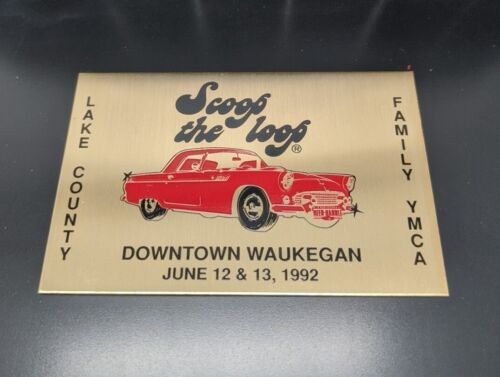 Scoop
the loop®
LAKE COUNTY
FAMILY YMCA
DOWNTOWN WAUKEGAN
JUNE 12 & 13, 1992